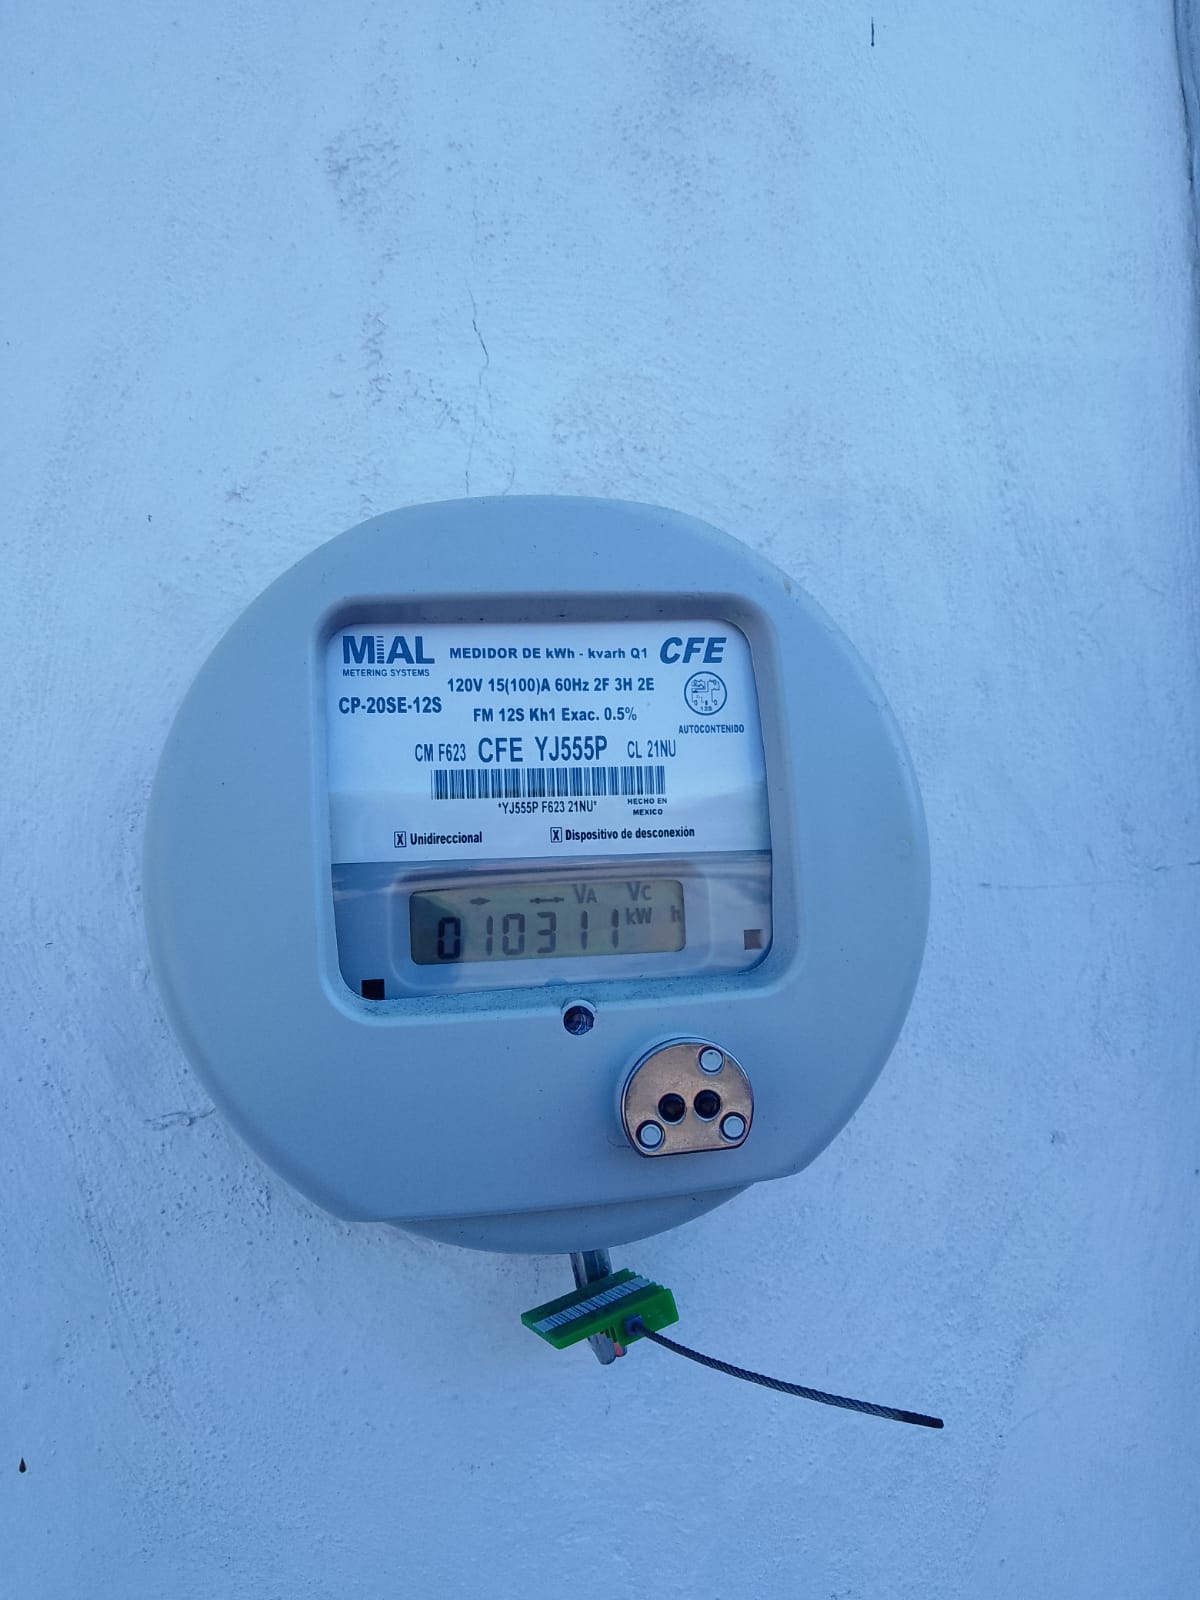 MIAL MEDIDOR DE kWh - kvarh Q1 CFE
METERING SYSTEMS
120V 15(100)A 60Hz 2F 3H 2E
CP-20SE-12S FM 12S Kh1 Exac. 0.5%
12S
AUTOCONTENIDO
CM F623 CFE YJ555P CL 21NU
*YJ555P F623 21NU* HECHO EN
MEXICO
X Unidireccional X Dispositivo de desconexión
VA VC
010311 kW h